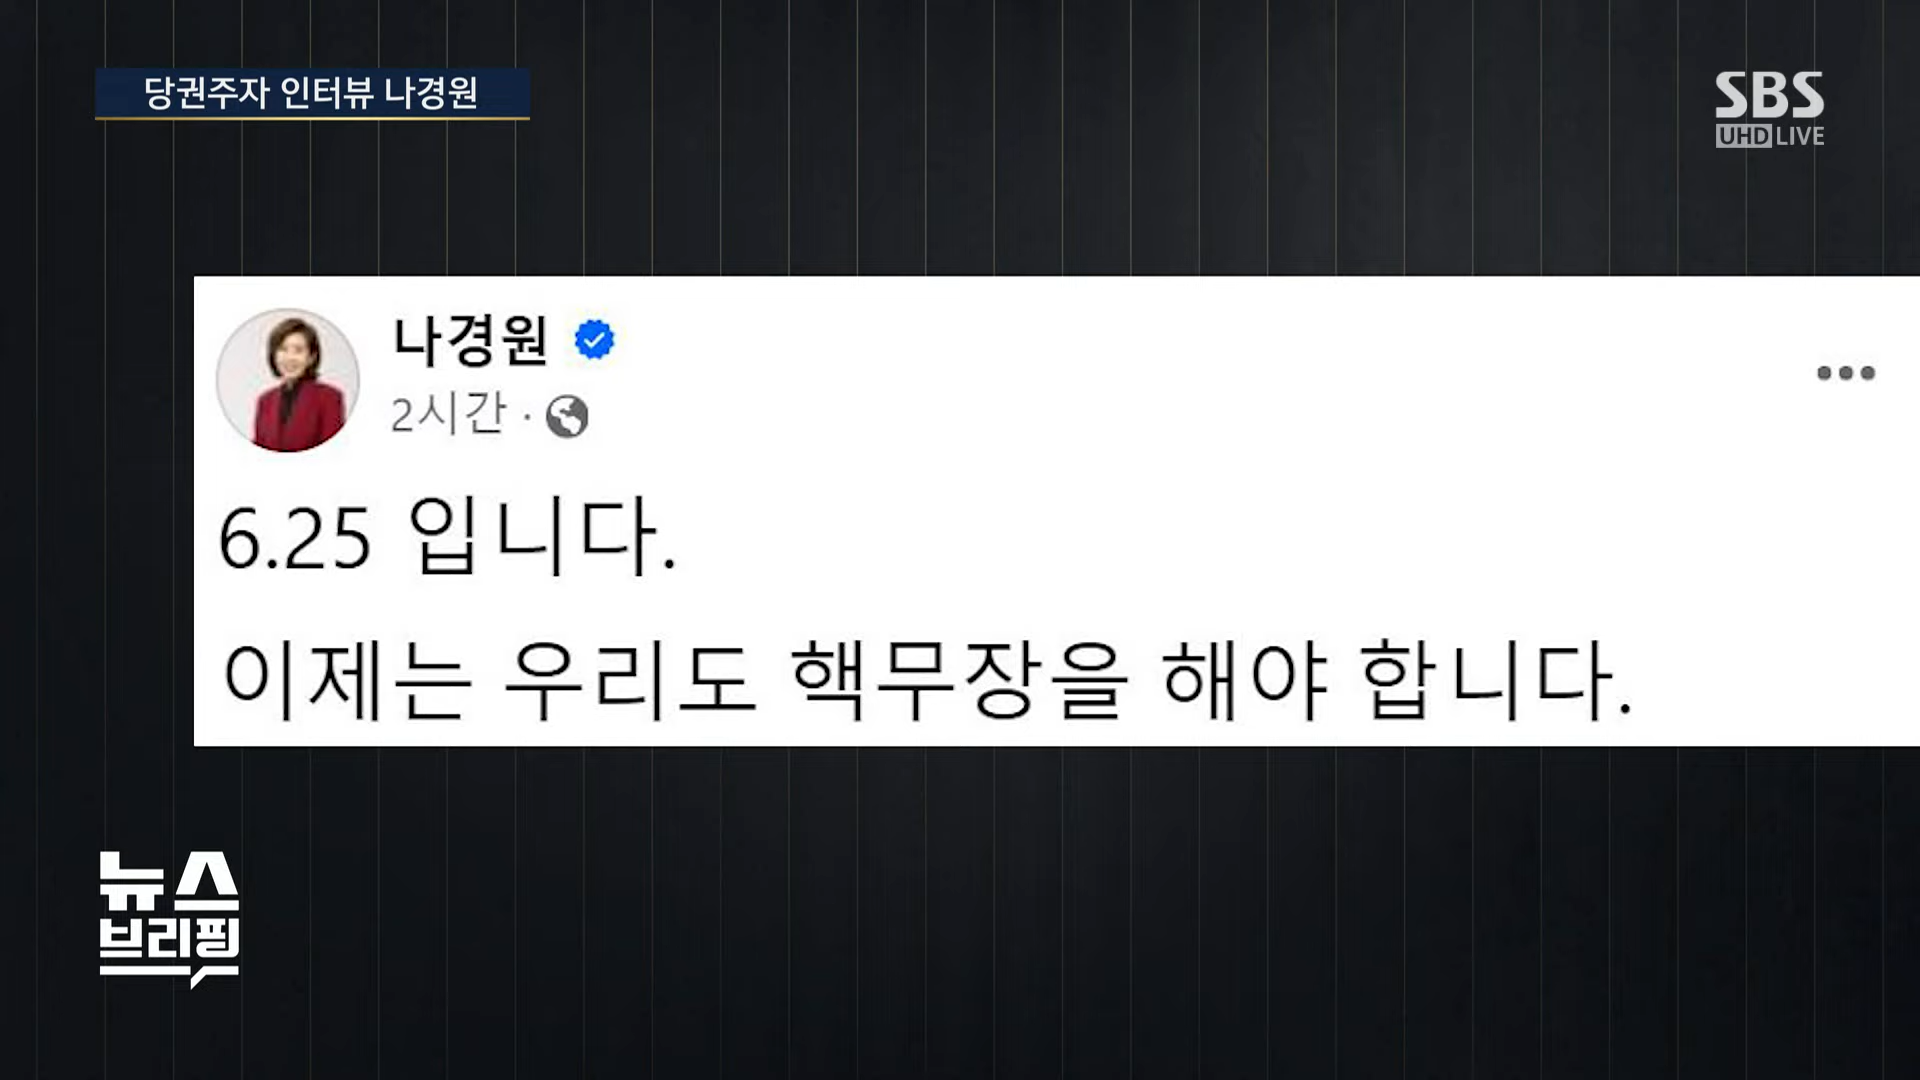 당권주자 인터뷰 나경원
SBS
UHD LIVE
나경원
2시간 ·
6.25 입니다.
이제는 우리도 핵무장을 해야 합니다.
뉴스
브리핑